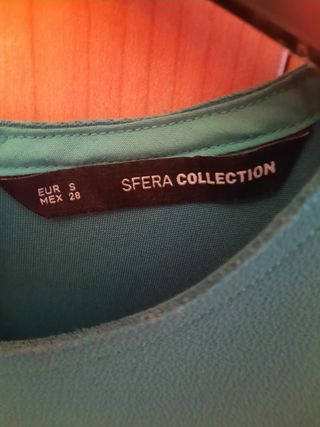 EUR S
MEX 28
SFERA COLLECTION